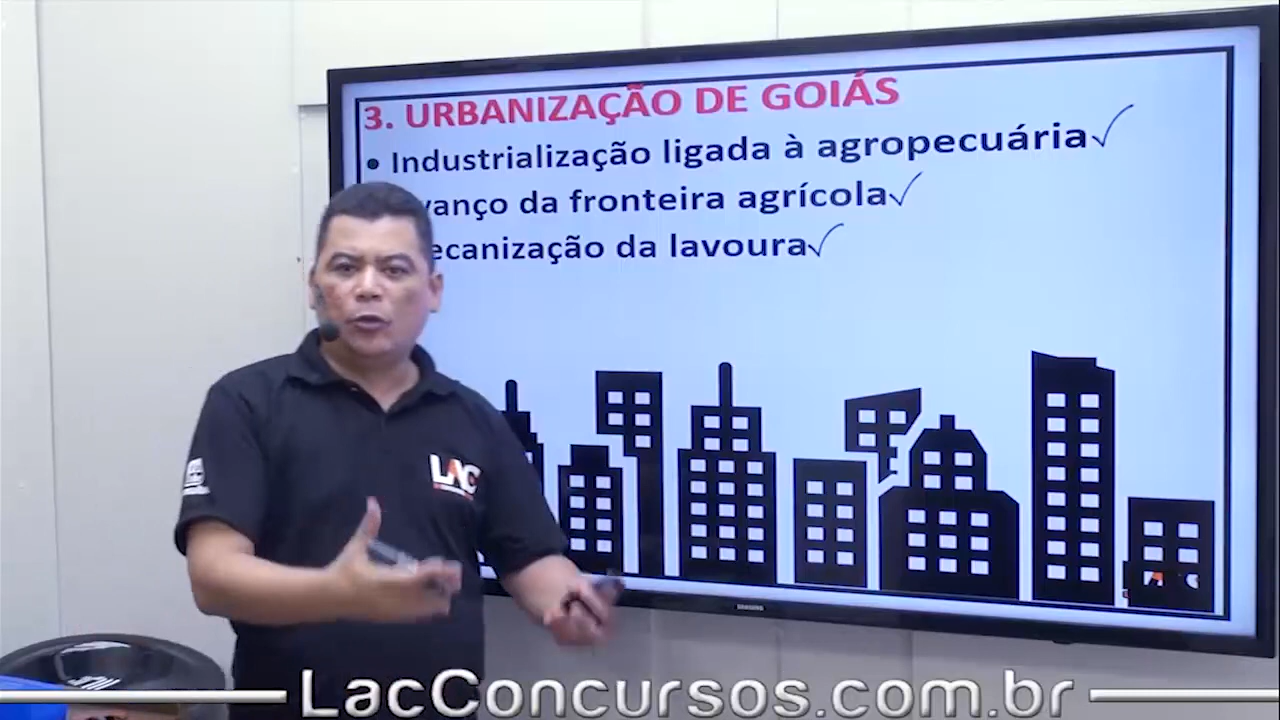 3. URBANIZAÇÃO DE GOIÁS
• Industrialização ligada à agropecuária
vanço da fronteira agrícola
ecanização da lavoura
LAC
SAMSUNG
LacConcursos.com.br